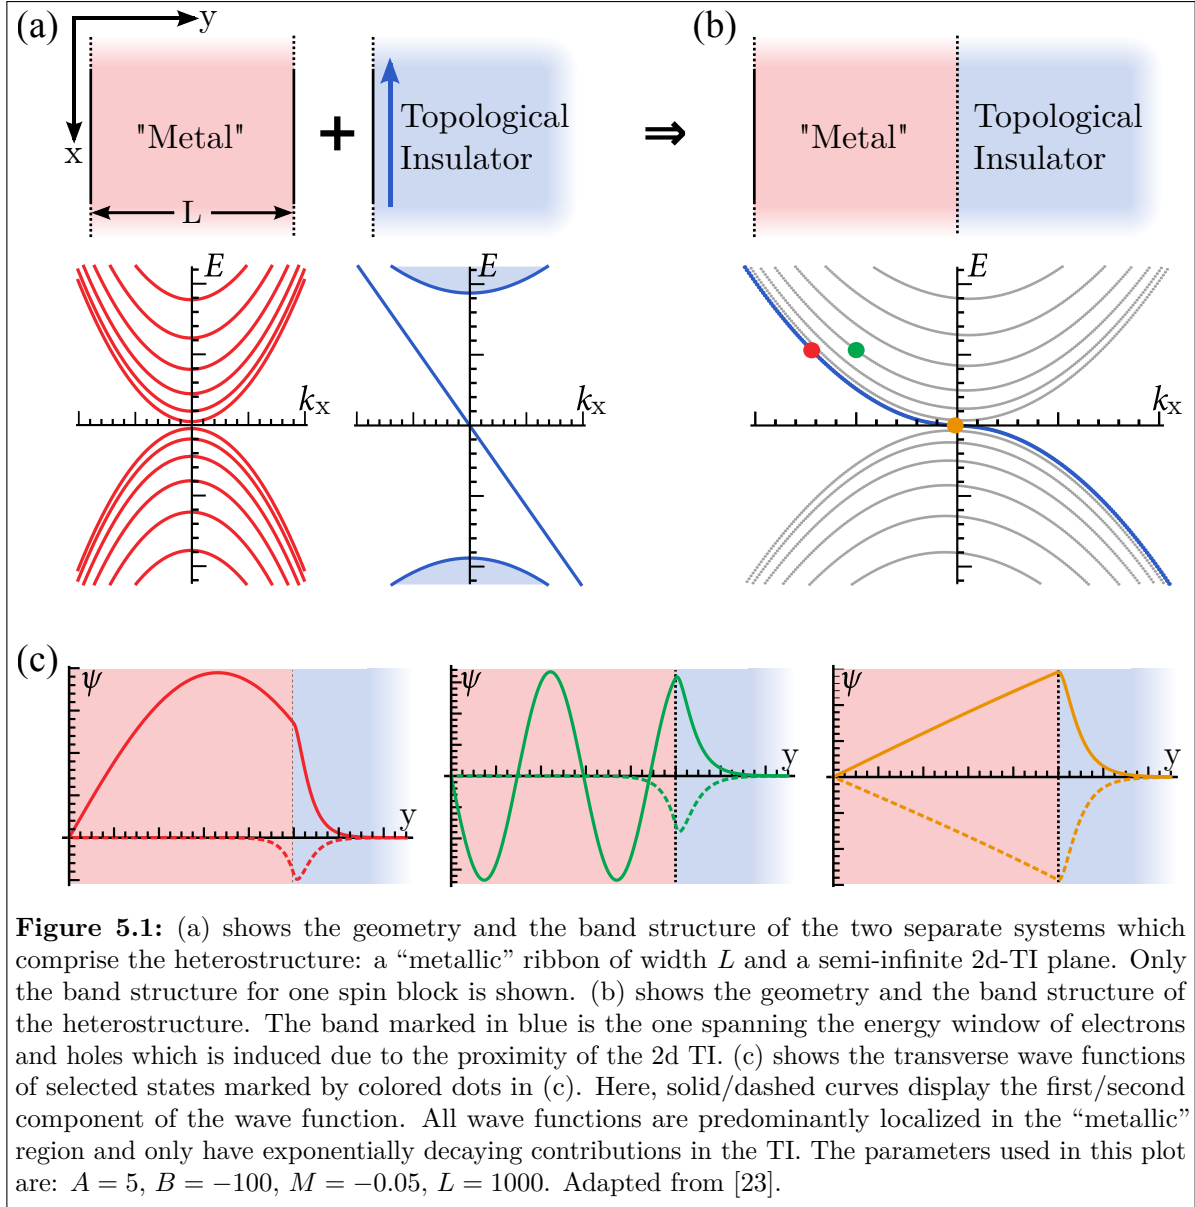 (a)
y
x
"Metal"
L
+
Topological
Insulator
⇒
(b)
"Metal"
Topological
Insulator
E
kx
E
E
kx
(c)
ψ
y
ψ
y
ψ
y
Figure 5.1: (a) shows the geometry and the band structure of the two separate systems which
comprise the heterostructure: a “metallic” ribbon of width L and a semi-infinite 2d-TI plane. Only
the band structure for one spin block is shown. (b) shows the geometry and the band structure of
the heterostructure. The band marked in blue is the one spanning the energy window of electrons
and holes which is induced due to the proximity of the 2d TI. (c) shows the transverse wave functions
of selected states marked by colored dots in (c). Here, solid/dashed curves display the first/second
component of the wave function. All wave functions are predominantly localized in the “metallic”
region and only have exponentially decaying contributions in the TI. The parameters used in this plot
are: A = 5, B = −100, M = −0.05, L = 1000. Adapted from [23].